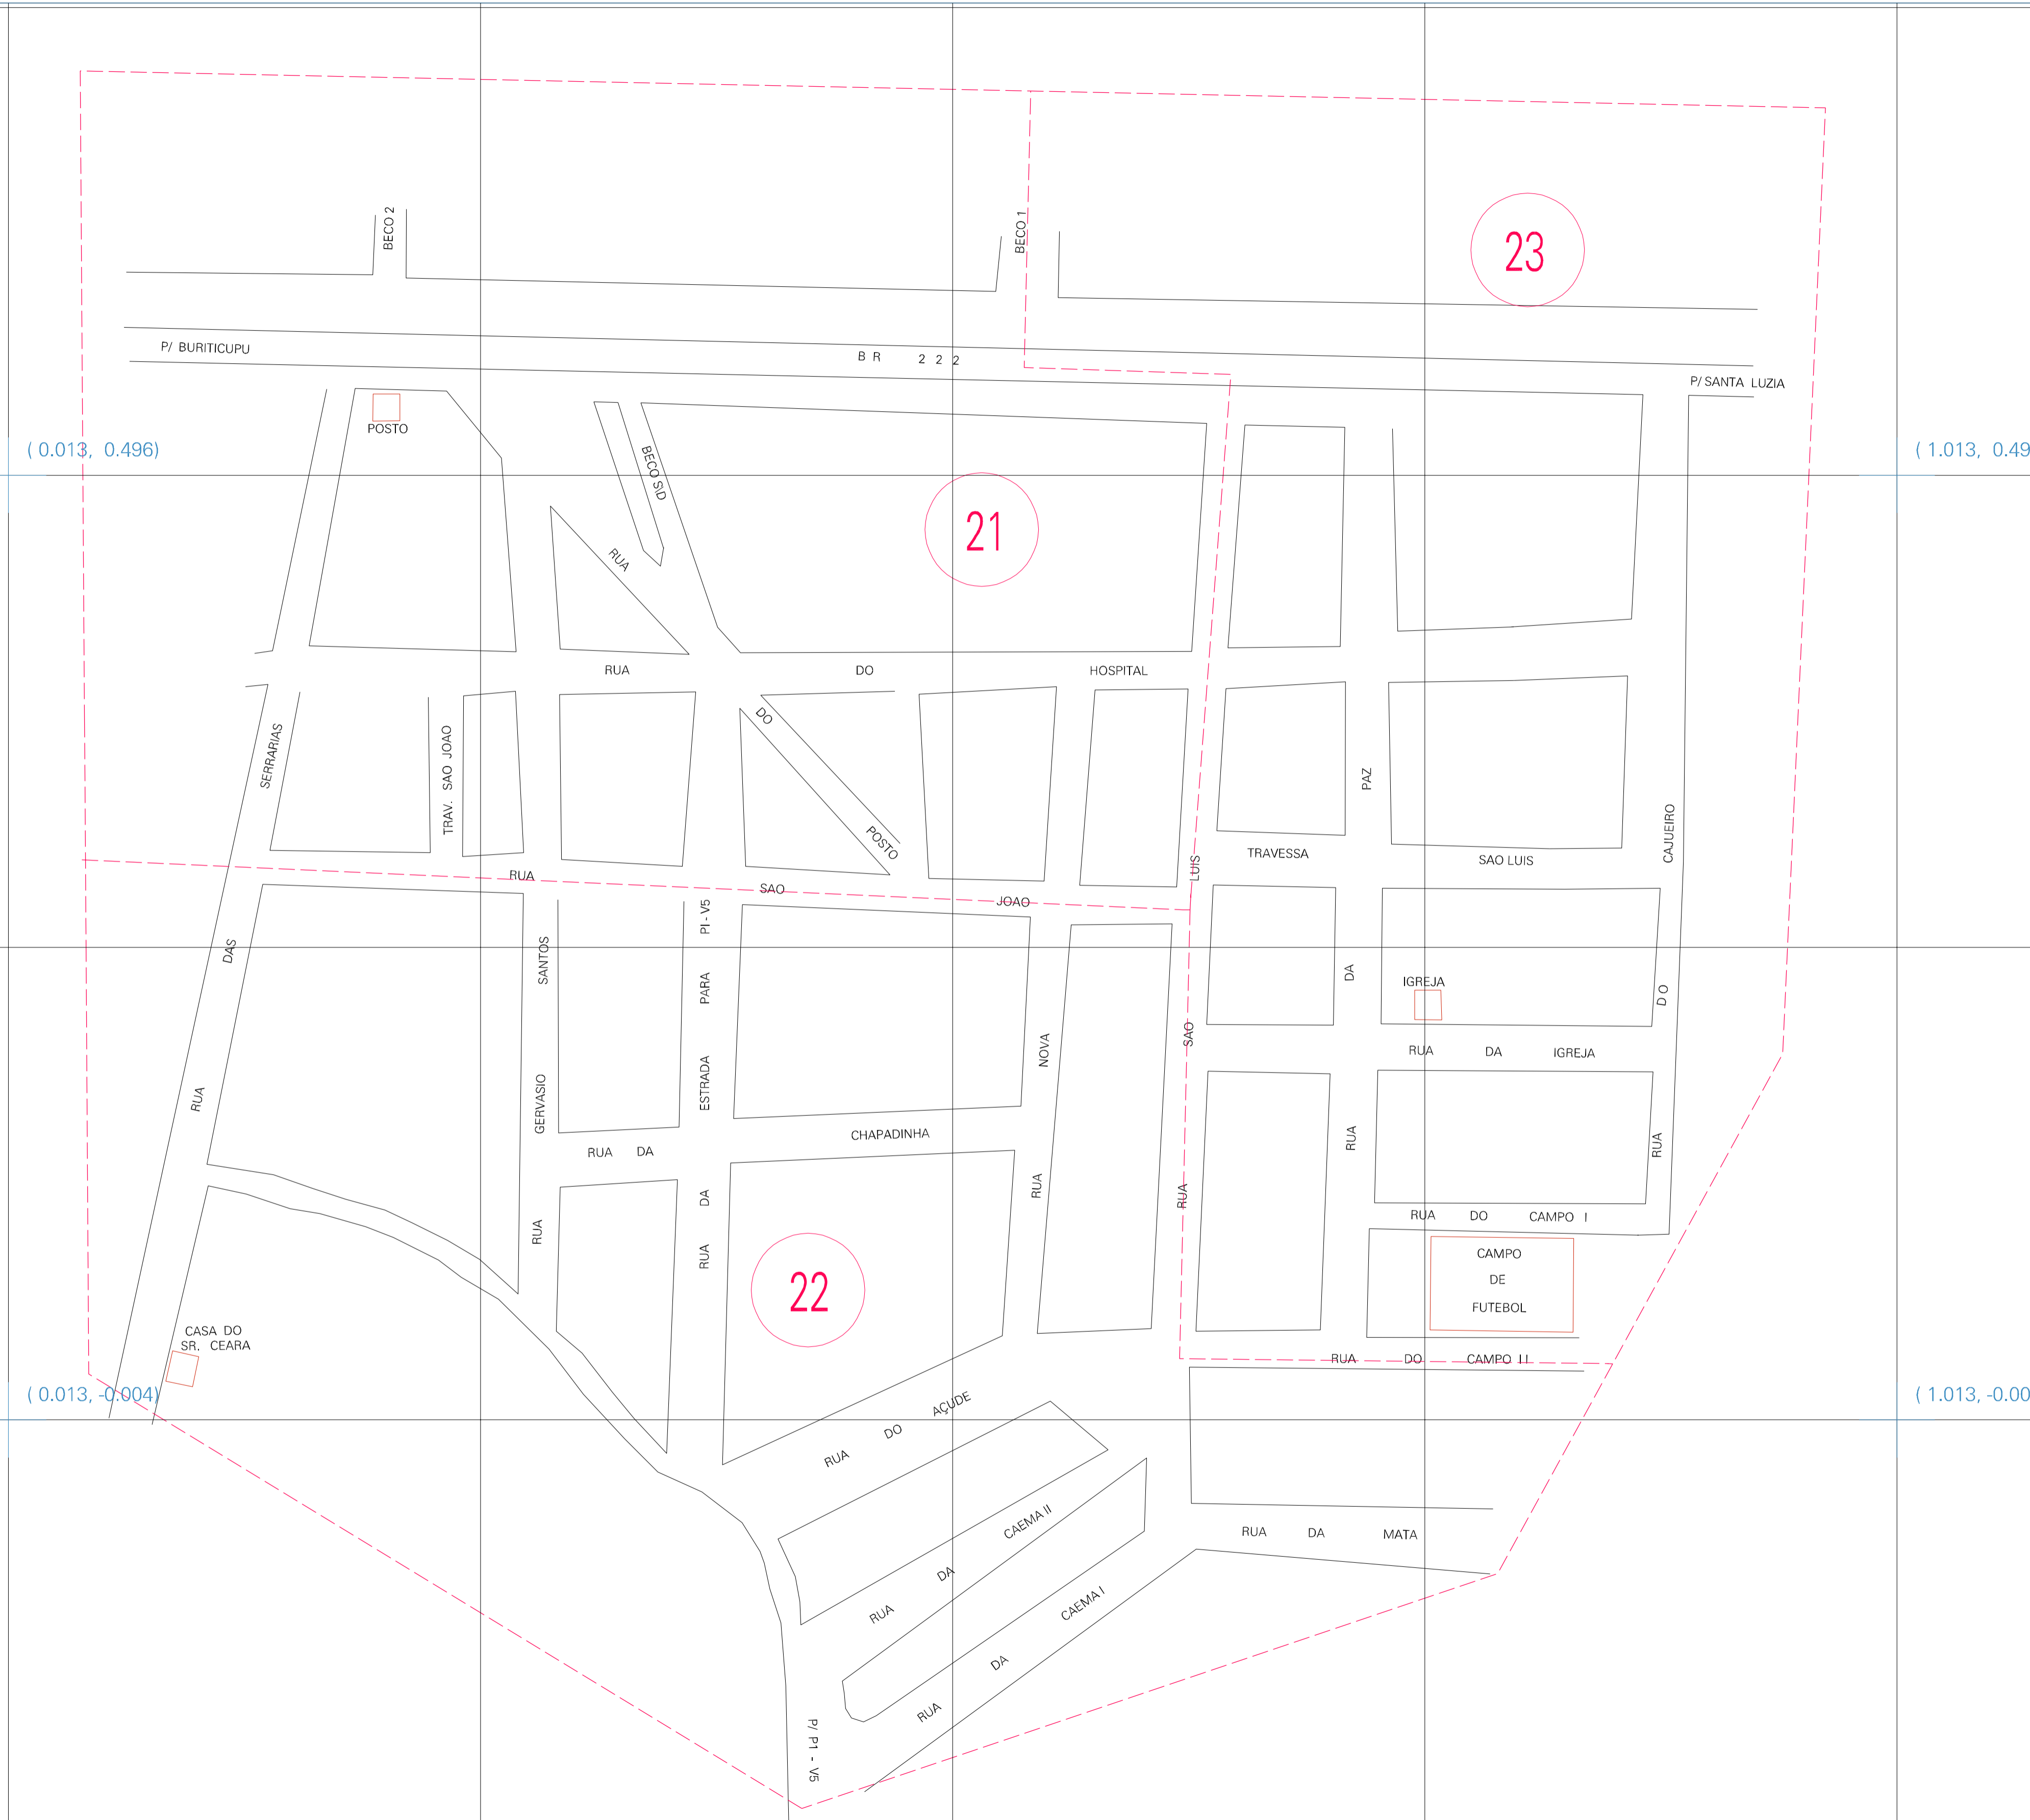 BECO 2
BECO 1
23
P/ BURITICUPU
BR 222
P/ SANTA LUZIA
POSTO
( 0.013, 0.496)
( 1.013, 0.49
BECO S\D
21
RUA DO POSTO
RUA DO HOSPITAL
RUA DAS SERRARIAS
TRAV. SAO JOAO
RUA DA PAZ
RUA DO CAJUEIRO
TRAVESSA SAO LUIS
RUA SAO LUIS
RUA SAO JOAO
RUA GERVASIO SANTOS
RUA DA ESTRADA PARA PI - V5
IGREJA
RUA NOVA
RUA DA IGREJA
RUA DA CHAPADINHA
RUA DO CAMPO I
CAMPO
DE
FUTEBOL
22
CASA DO
SR. CEARA
RUA DO CAMPO II
( 0.013, -0.004)
( 1.013, -0.00
RUA DO AÇUDE
RUA DA CAEMA II
RUA DA MATA
RUA DA CAEMA I
P/ P1 - V5